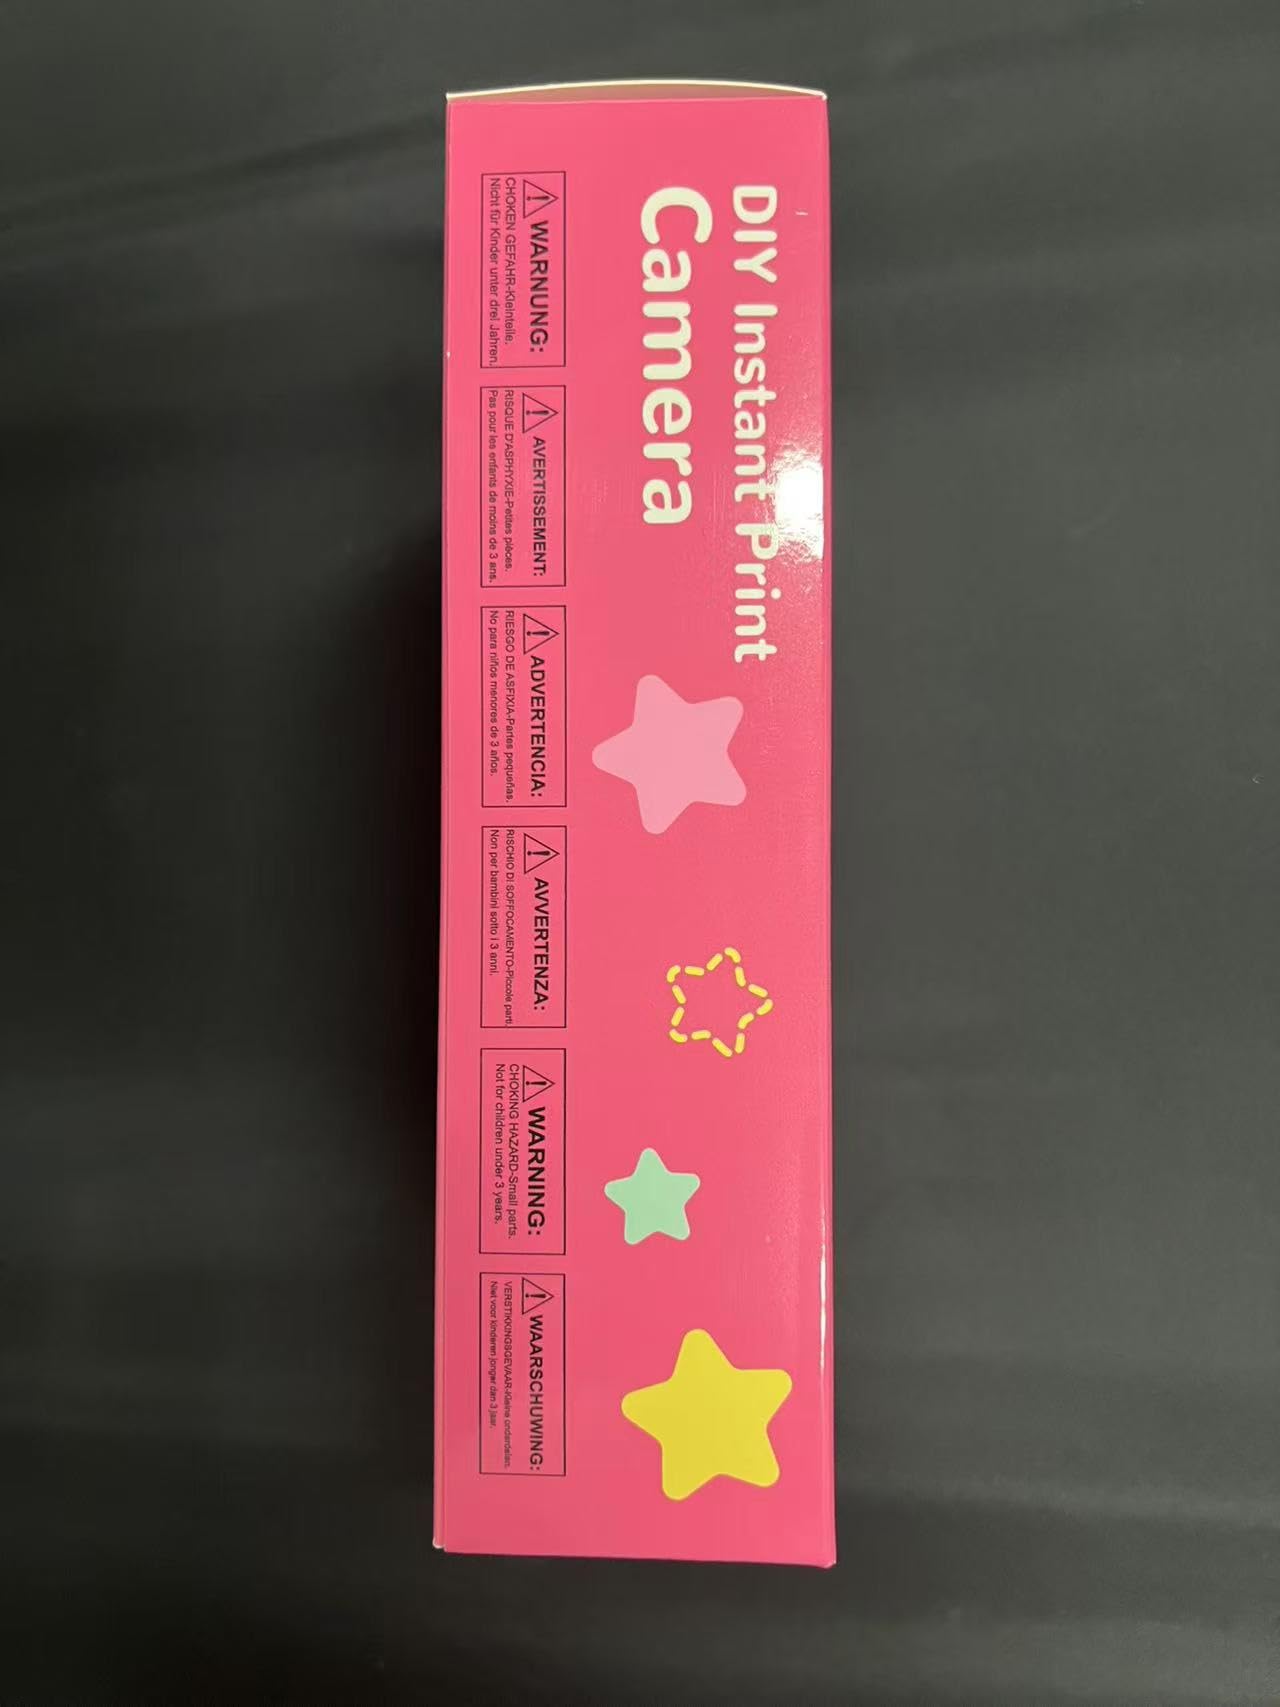 DIY Instant Print
Camera
WARNUNG:
CHOKEN GEFAHR-Kleinteile.
Nicht für Kinder unter drei Jahren.
AVERTISSEMENT:
RISQUE D'ASPHYXIE-Petites pièces.
Pas pour les enfants de moins de 3 ans.
ADVERTENCIA:
RIESGO DE ASFIXIA-Partes pequeñas.
No para niños menores de 3 años.
AVVERTENZA:
RISCHIO DI SOFFOCAMENTO-Piccole parti.
Non per bambini sotto i 3 anni.
WARNING:
CHOKING HAZARD-Small parts.
Not for children under 3 years.
WAARSCHUWING:
VERSTIKKINGSGEVAAR-Kleine onderdelen.
Niet voor kinderen jonger dan 3 jaar.